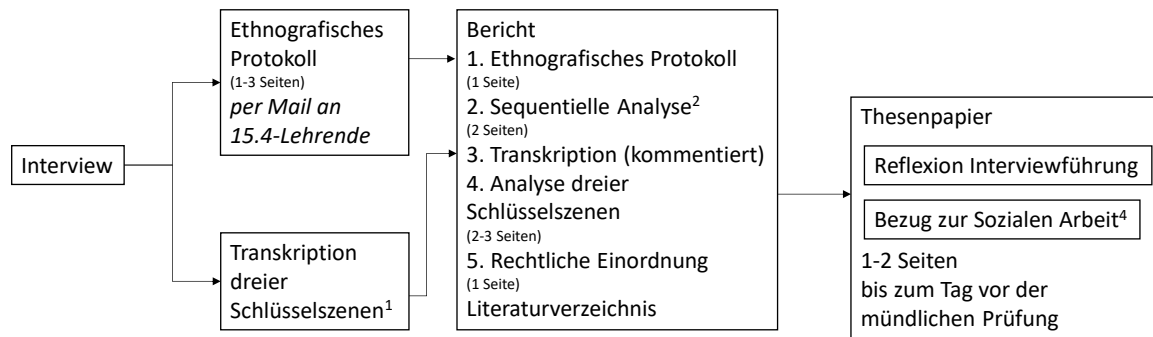 Interview
Ethnografisches
Protokoll
(1-3 Seiten)
per Mail an
15.4-Lehrende
Transkription
dreier
Schlüsselszenen¹
Bericht
1. Ethnografisches Protokoll
(1 Seite)
2. Sequentielle Analyse²
(2 Seiten)
3. Transkription (kommentiert)
4. Analyse dreier
Schlüsselszenen
(2-3 Seiten)
5. Rechtliche Einordnung
(1 Seite)
Literaturverzeichnis
Thesenpapier
Reflexion Interviewführung
Bezug zur Sozialen Arbeit⁴
1-2 Seiten
bis zum Tag vor der
mündlichen Prüfung